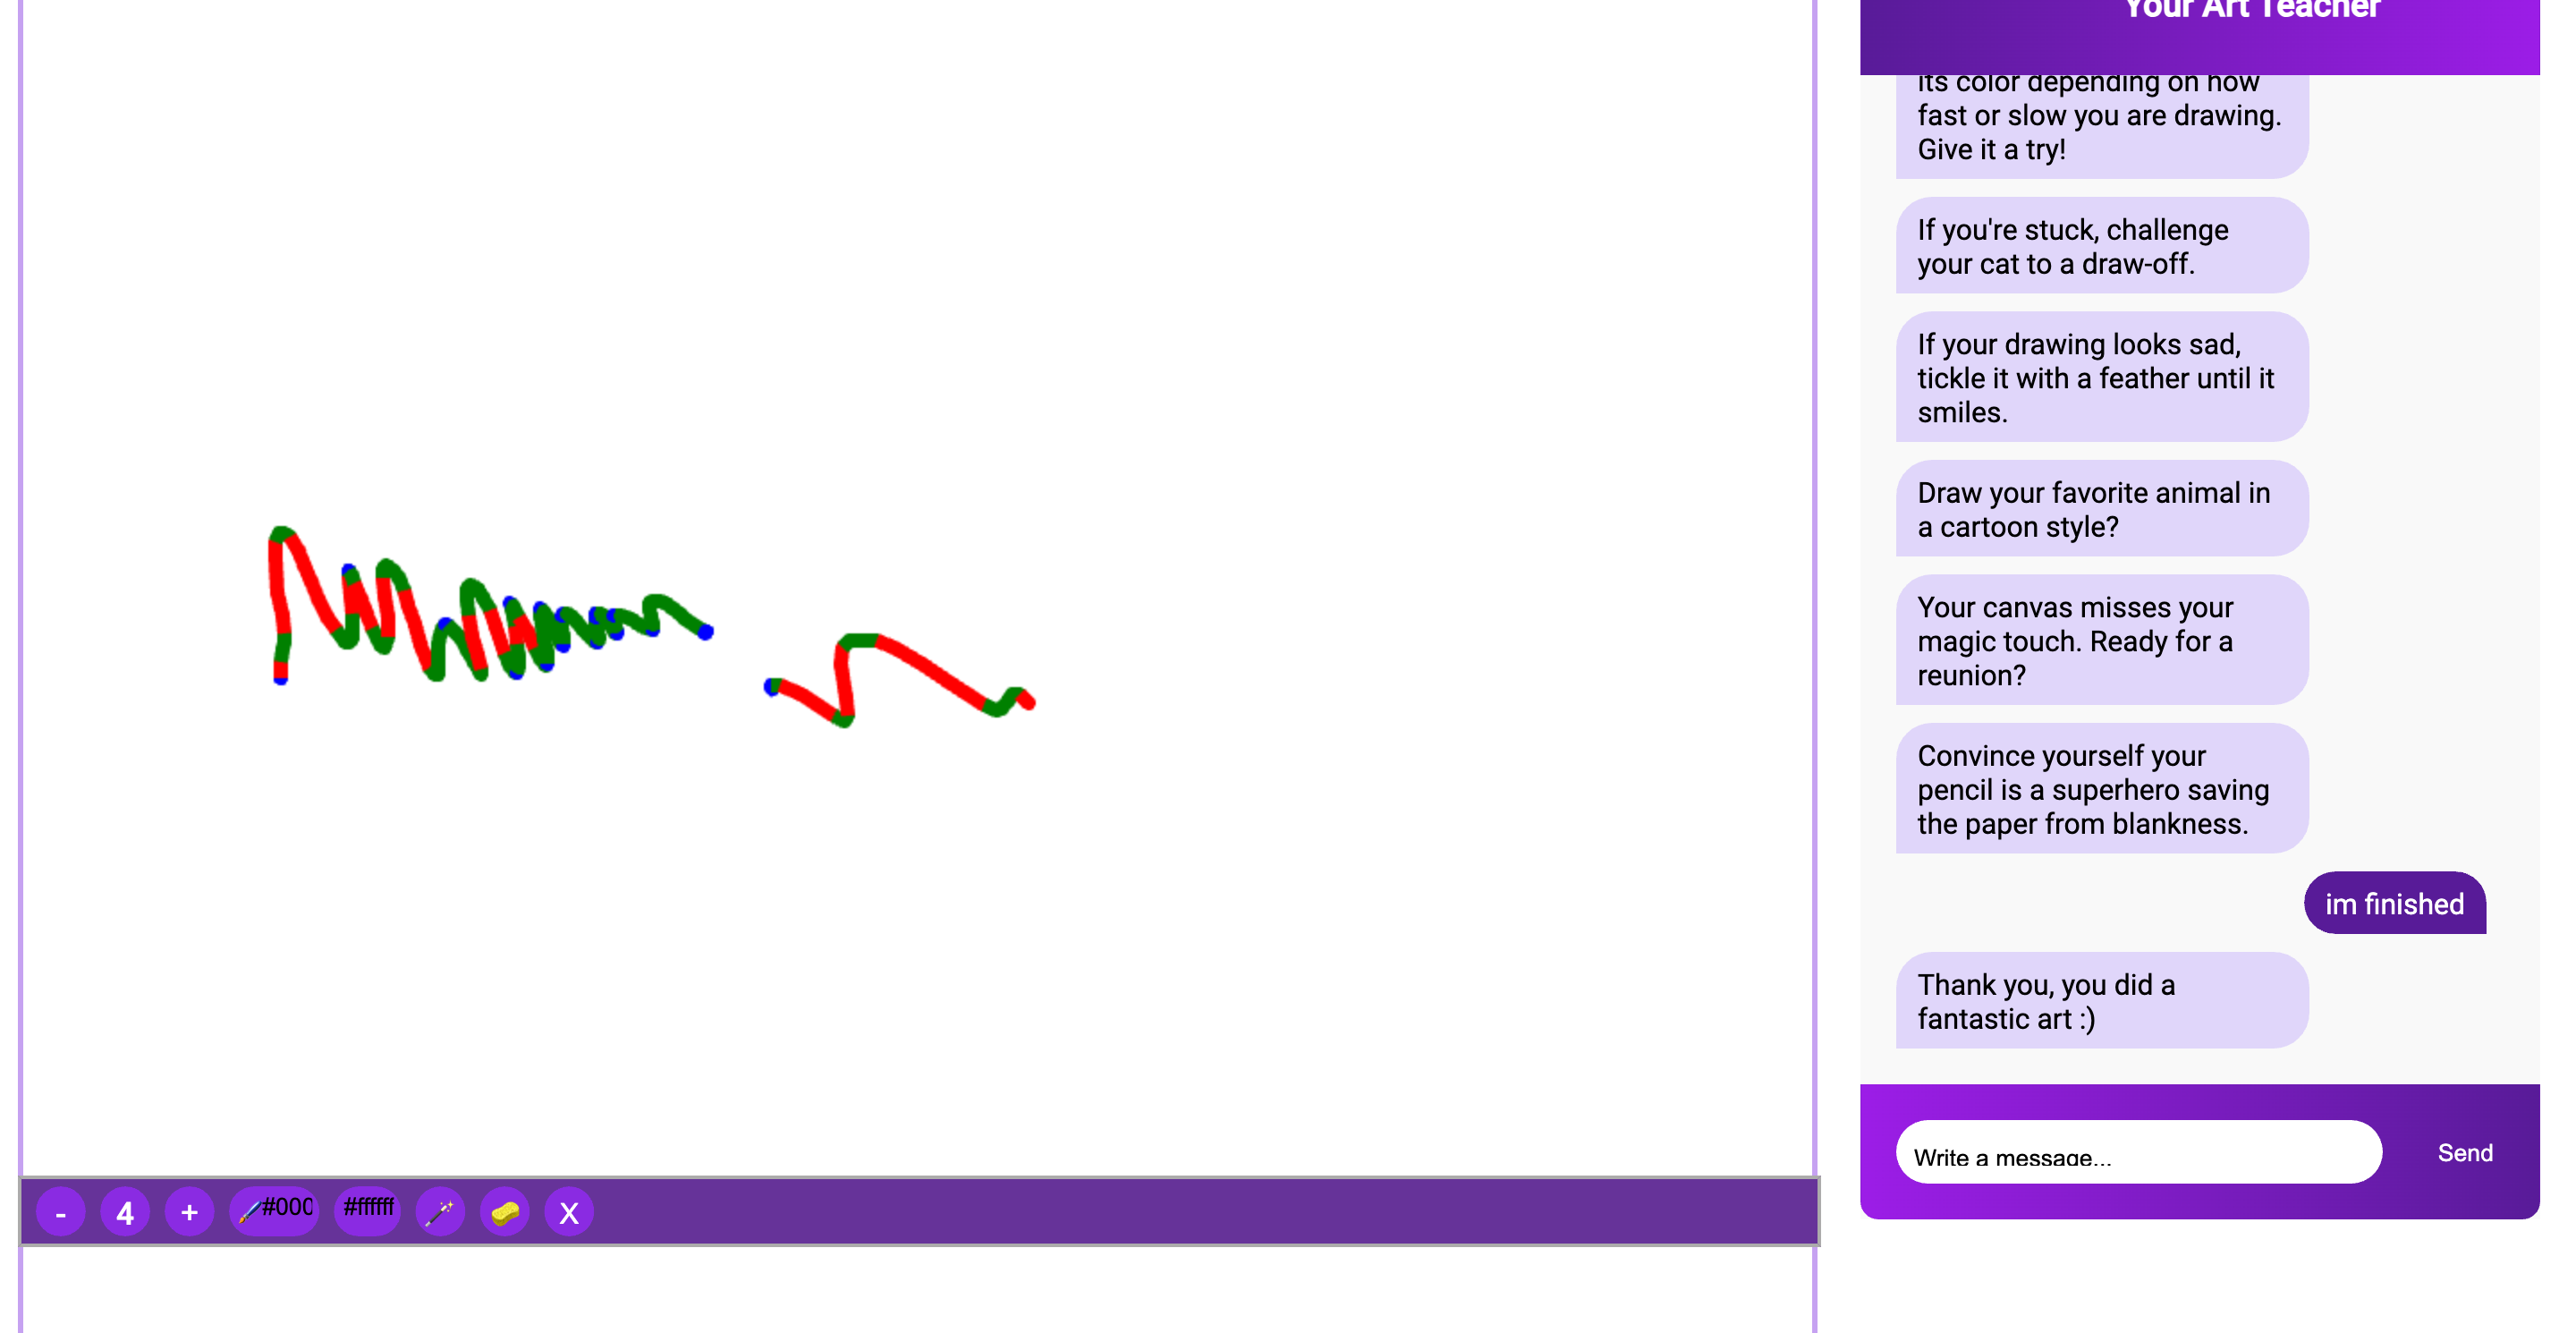 Your Art Teacher
its color depending on how
fast or slow you are drawing.
Give it a try!
If you're stuck, challenge
your cat to a draw-off.
If your drawing looks sad,
tickle it with a feather until it
smiles.
Draw your favorite animal in
a cartoon style?
Your canvas misses your
magic touch. Ready for a
reunion?
Convince yourself your
pencil is a superhero saving
the paper from blankness.
im finished
Thank you, you did a
fantastic art :)
Write a message...
Send
- 4 + #000 #ffffff X